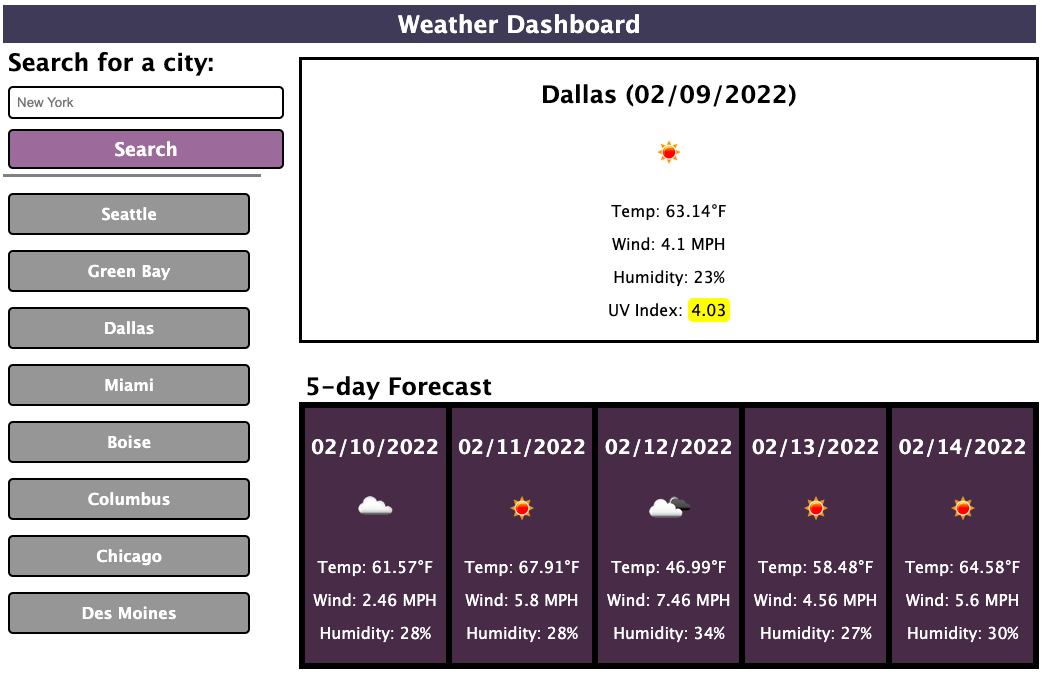 Weather Dashboard
Search for a city:
New York
Search
Seattle
Green Bay
Dallas
Miami
Boise
Columbus
Chicago
Des Moines
Dallas (02/09/2022)
Temp: 63.14°F
Wind: 4.1 MPH
Humidity: 23%
UV Index: 4.03
5-day Forecast
02/10/2022
Temp: 61.57°F
Wind: 2.46 MPH
Humidity: 28%
02/11/2022
Temp: 67.91°F
Wind: 5.8 MPH
Humidity: 28%
02/12/2022
Temp: 46.99°F
Wind: 7.46 MPH
Humidity: 34%
02/13/2022
Temp: 58.48°F
Wind: 4.56 MPH
Humidity: 27%
02/14/2022
Temp: 64.58°F
Wind: 5.6 MPH
Humidity: 30%